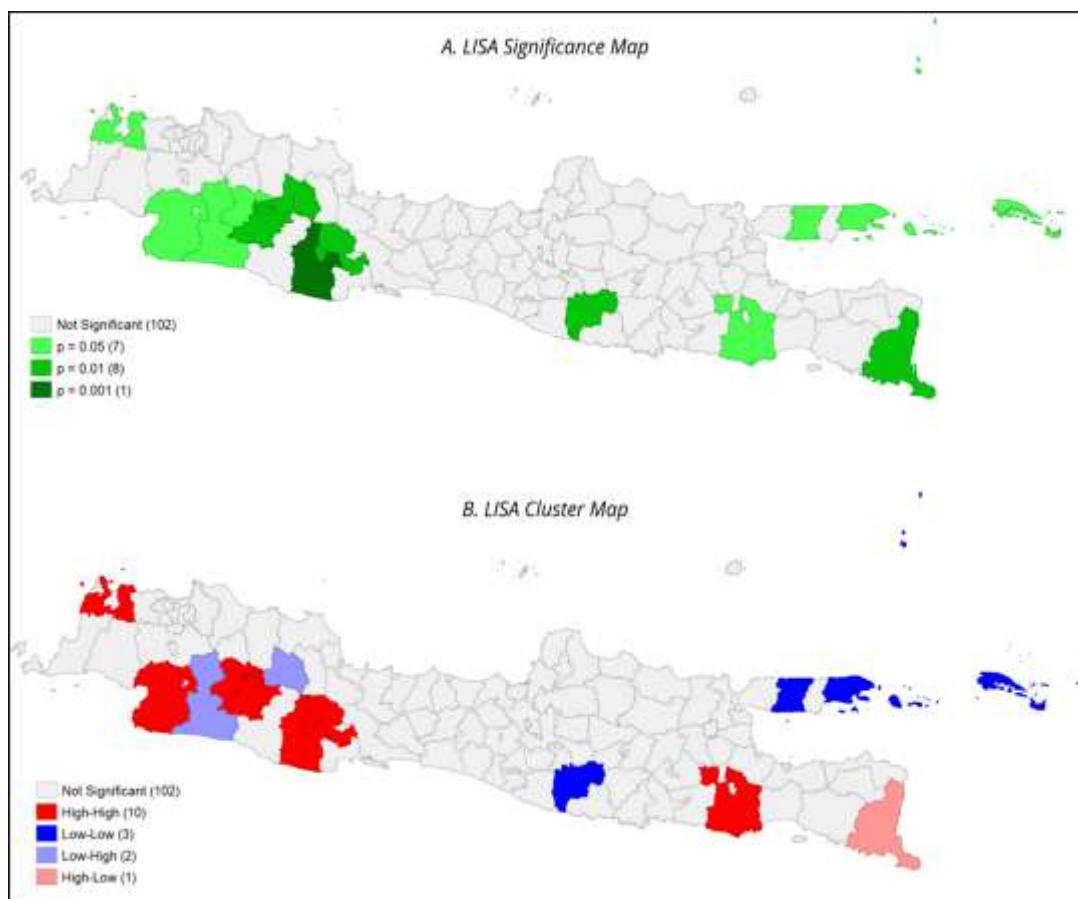 A. LISA Significance Map
Not Significant (102)
p = 0.05 (7)
p = 0.01 (8)
p = 0.001 (1)
B. LISA Cluster Map
Not Significant (102)
High-High (10)
Low-Low (3)
Low-High (2)
High-Low (1)